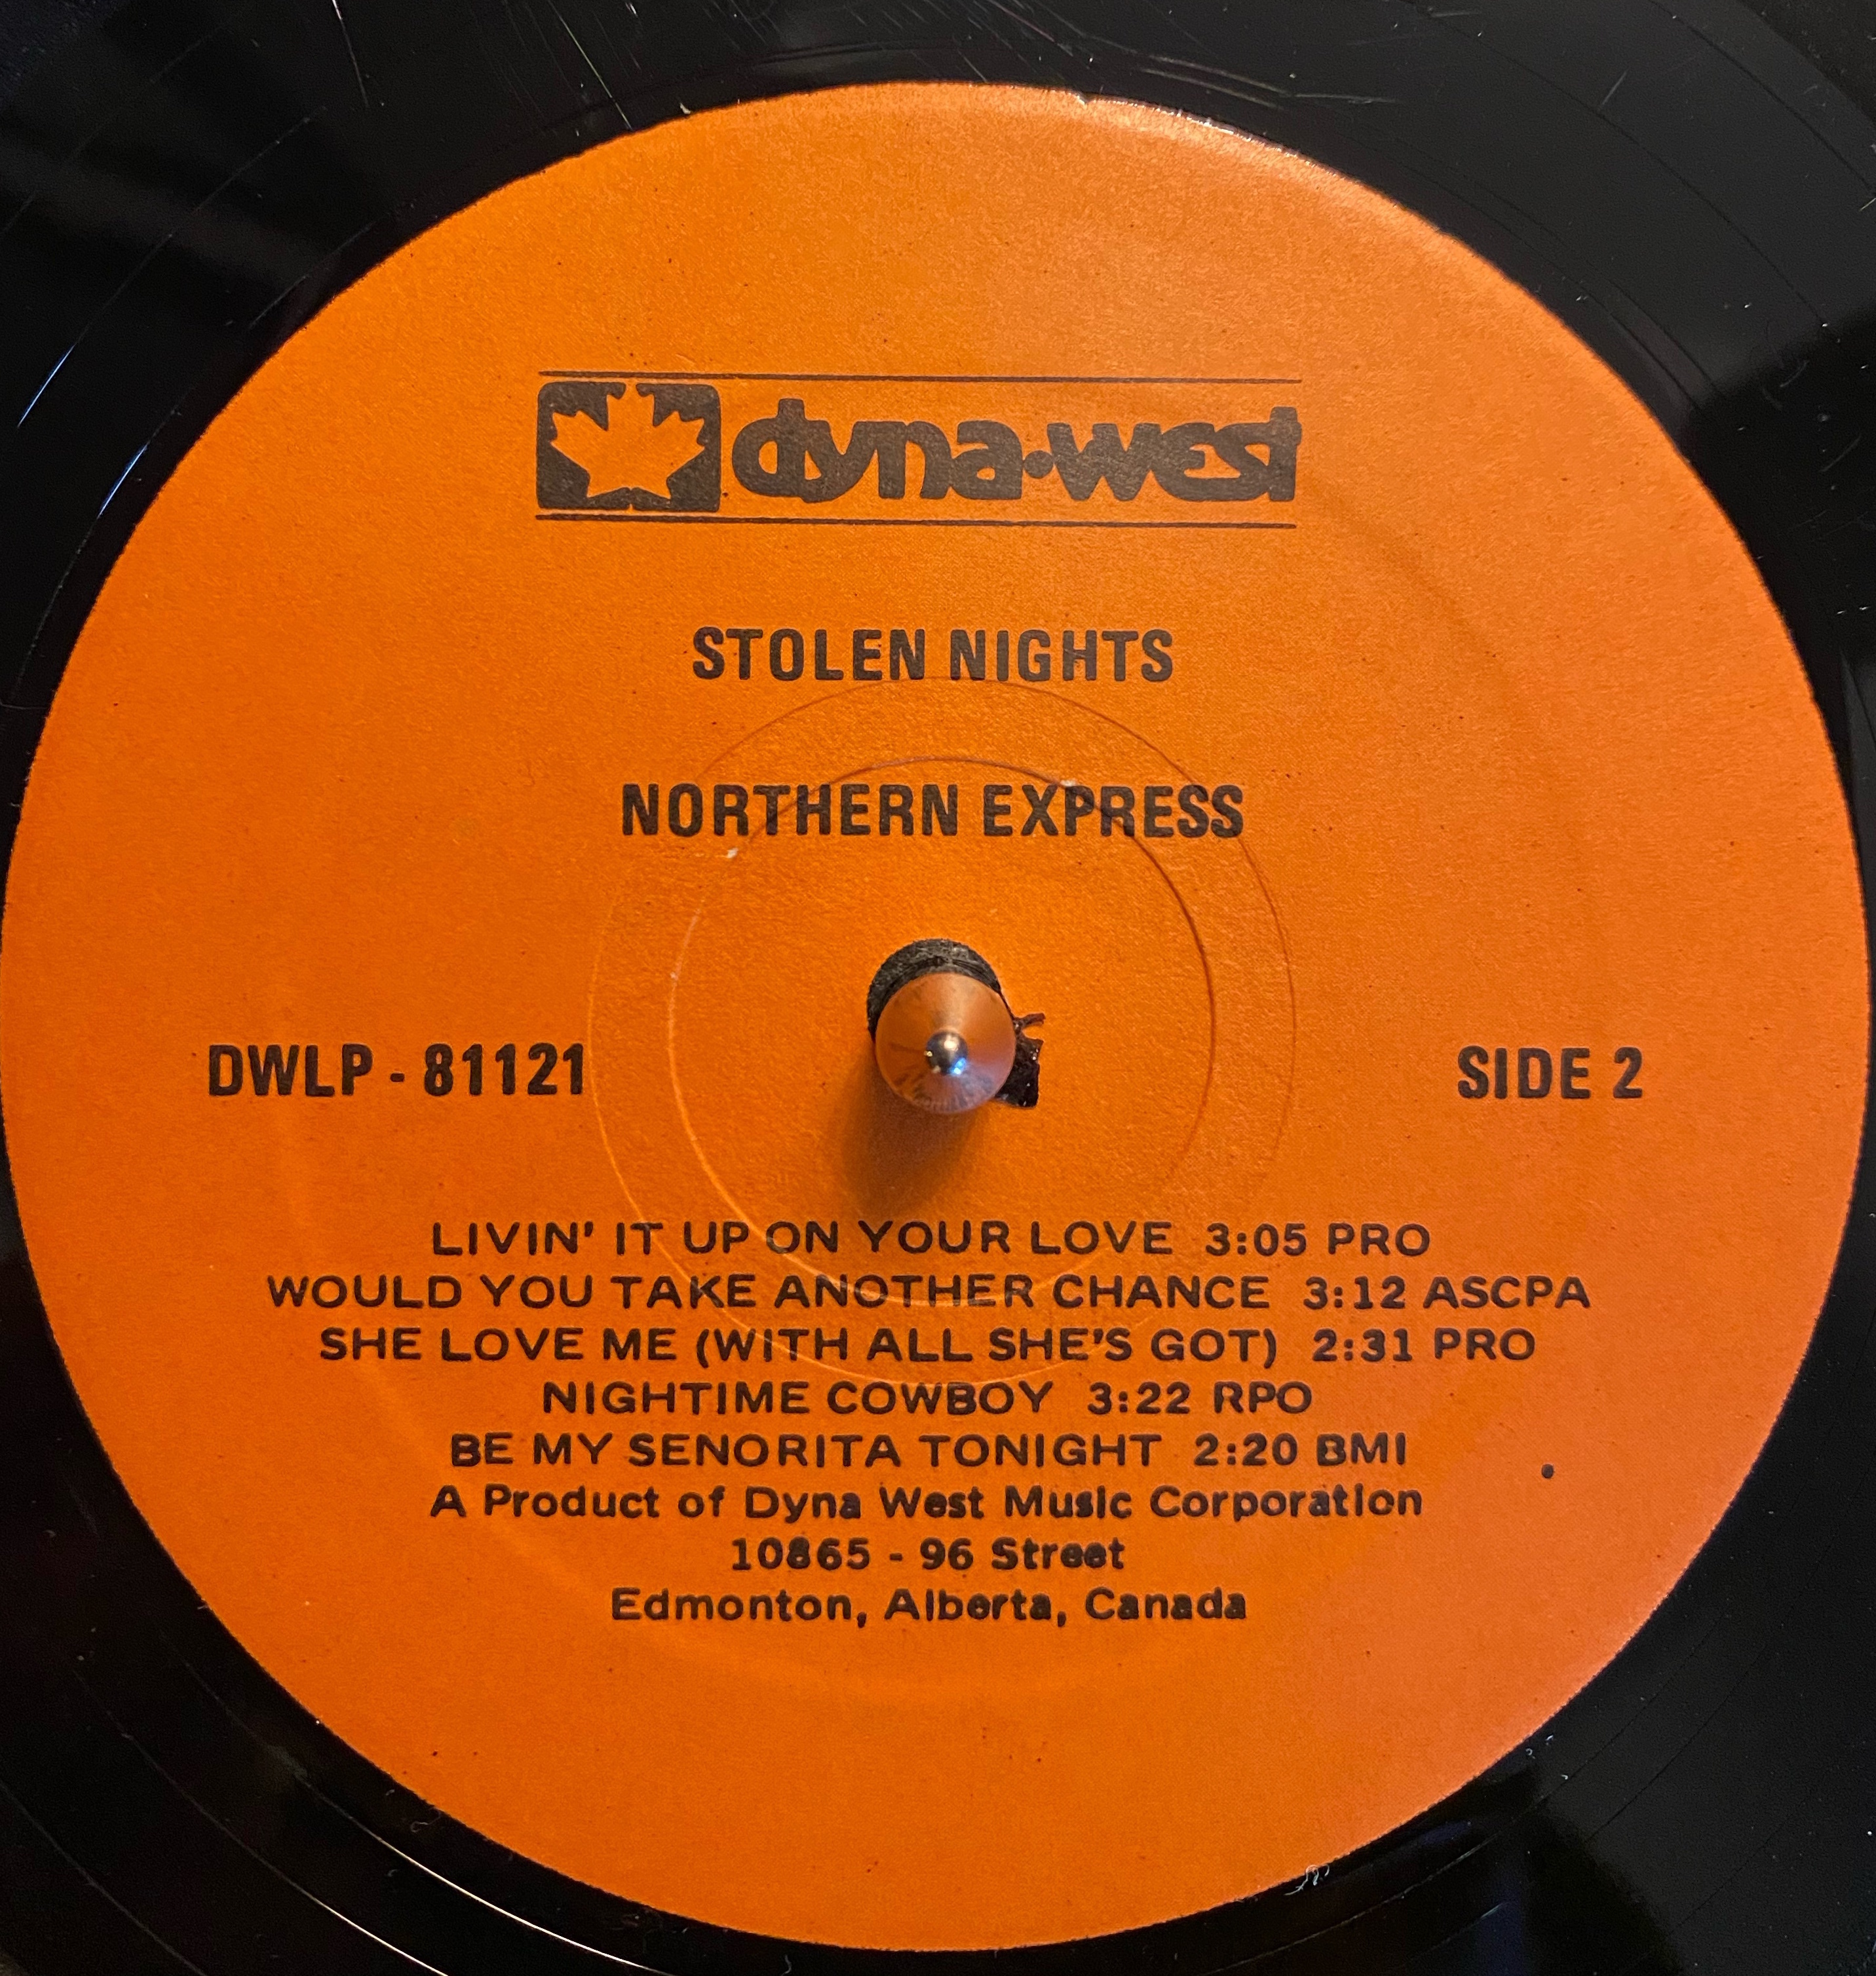 dyna·west
STOLEN NIGHTS
NORTHERN EXPRESS
DWLP - 81121
SIDE 2
LIVIN' IT UP ON YOUR LOVE 3:05 PRO
WOULD YOU TAKE ANOTHER CHANCE 3:12 ASCPA
SHE LOVE ME (WITH ALL SHE'S GOT) 2:31 PRO
NIGHTIME COWBOY 3:22 RPO
BE MY SENORITA TONIGHT 2:20 BMI
A Product of Dyna West Music Corporation
10865 - 96 Street
Edmonton, Alberta, Canada